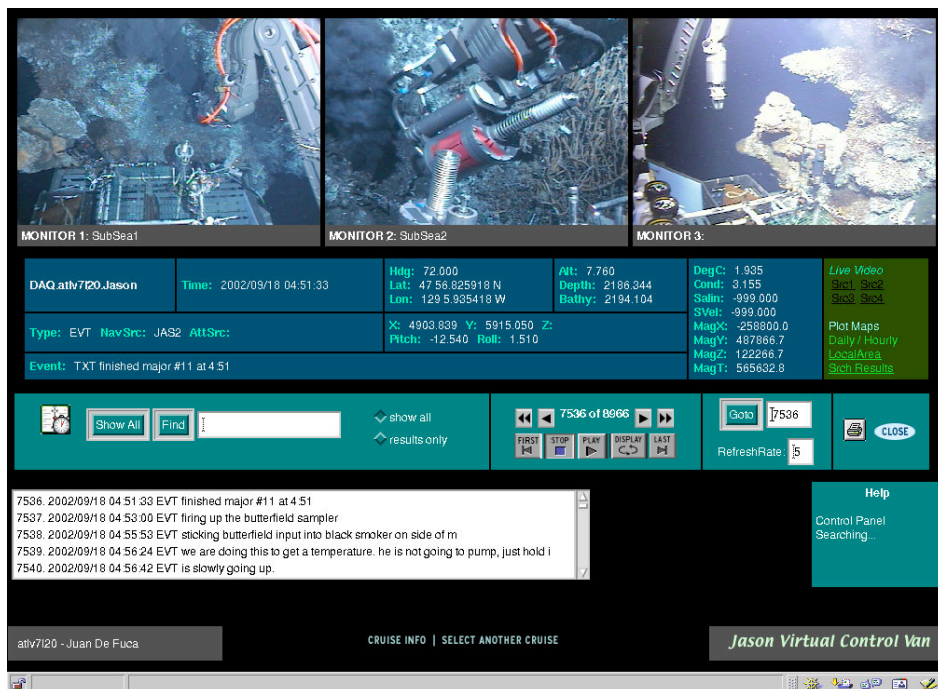 MONITOR 1: SubSea1
MONITOR 2: SubSea2
MONITOR 3:
DAQ.atlv7l20.Jason
Time: 2002/09/18 04:51:33
Hdg: 72.000
Lat: 47 56.825918 N
Lon: 129 5.935418 W
Alt: 7.760
Depth: 2186.344
Bathy: 2194.104
DegC: 1.935
Cond: 3.155
Salin: -999.000
SVel: -999.000
MagX: -258800.0
MagY: 487866.7
MagZ: 122266.7
MagT: 565632.8
Live Video
Src1 Src2
Src3 Src4
Plot Maps
Daily / Hourly
LocalArea
Srch Results
Type: EVT NavSrc: JAS2 AttSrc:
X: 4903.839 Y: 5915.050 Z:
Pitch: -12.540 Roll: 1.510
Event: TXT finished major #11 at 4:51
Show All
Find
show all
results only
7536 of 8966
FIRST
STOP
PLAY
DISPLAY
LAST
Goto
7536
RefreshRate:
5
CLOSE
7536. 2002/09/18 04:51:33 EVT finished major #11 at 4:51
7537. 2002/09/18 04:53:00 EVT firing up the butterfield sampler
7538. 2002/09/18 04:55:53 EVT sticking butterfield input into black smoker on side of m
7539. 2002/09/18 04:56:24 EVT we are doing this to get a temperature. he is not going to pump, just hold i
7540. 2002/09/18 04:56:42 EVT is slowly going up.
Help
Control Panel
Searching...
atlv7l20 - Juan De Fuca
CRUISE INFO | SELECT ANOTHER CRUISE
Jason Virtual Control Van